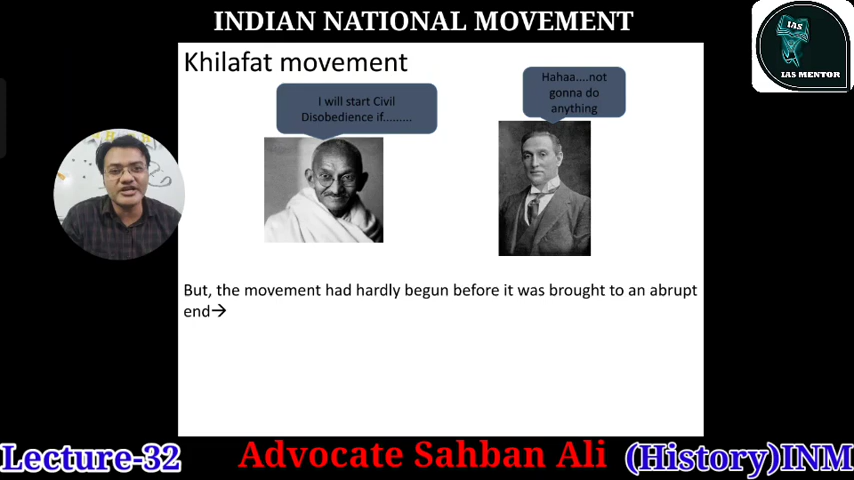 INDIAN NATIONAL MOVEMENT
IAS
IAS MENTOR
Khilafat movement
I will start Civil
Disobedience if.........
Hahaa....not
gonna do
anything
But, the movement had hardly begun before it was brought to an abrupt
end→
Lecture-32
Advocate Sahban Ali
(History)INM